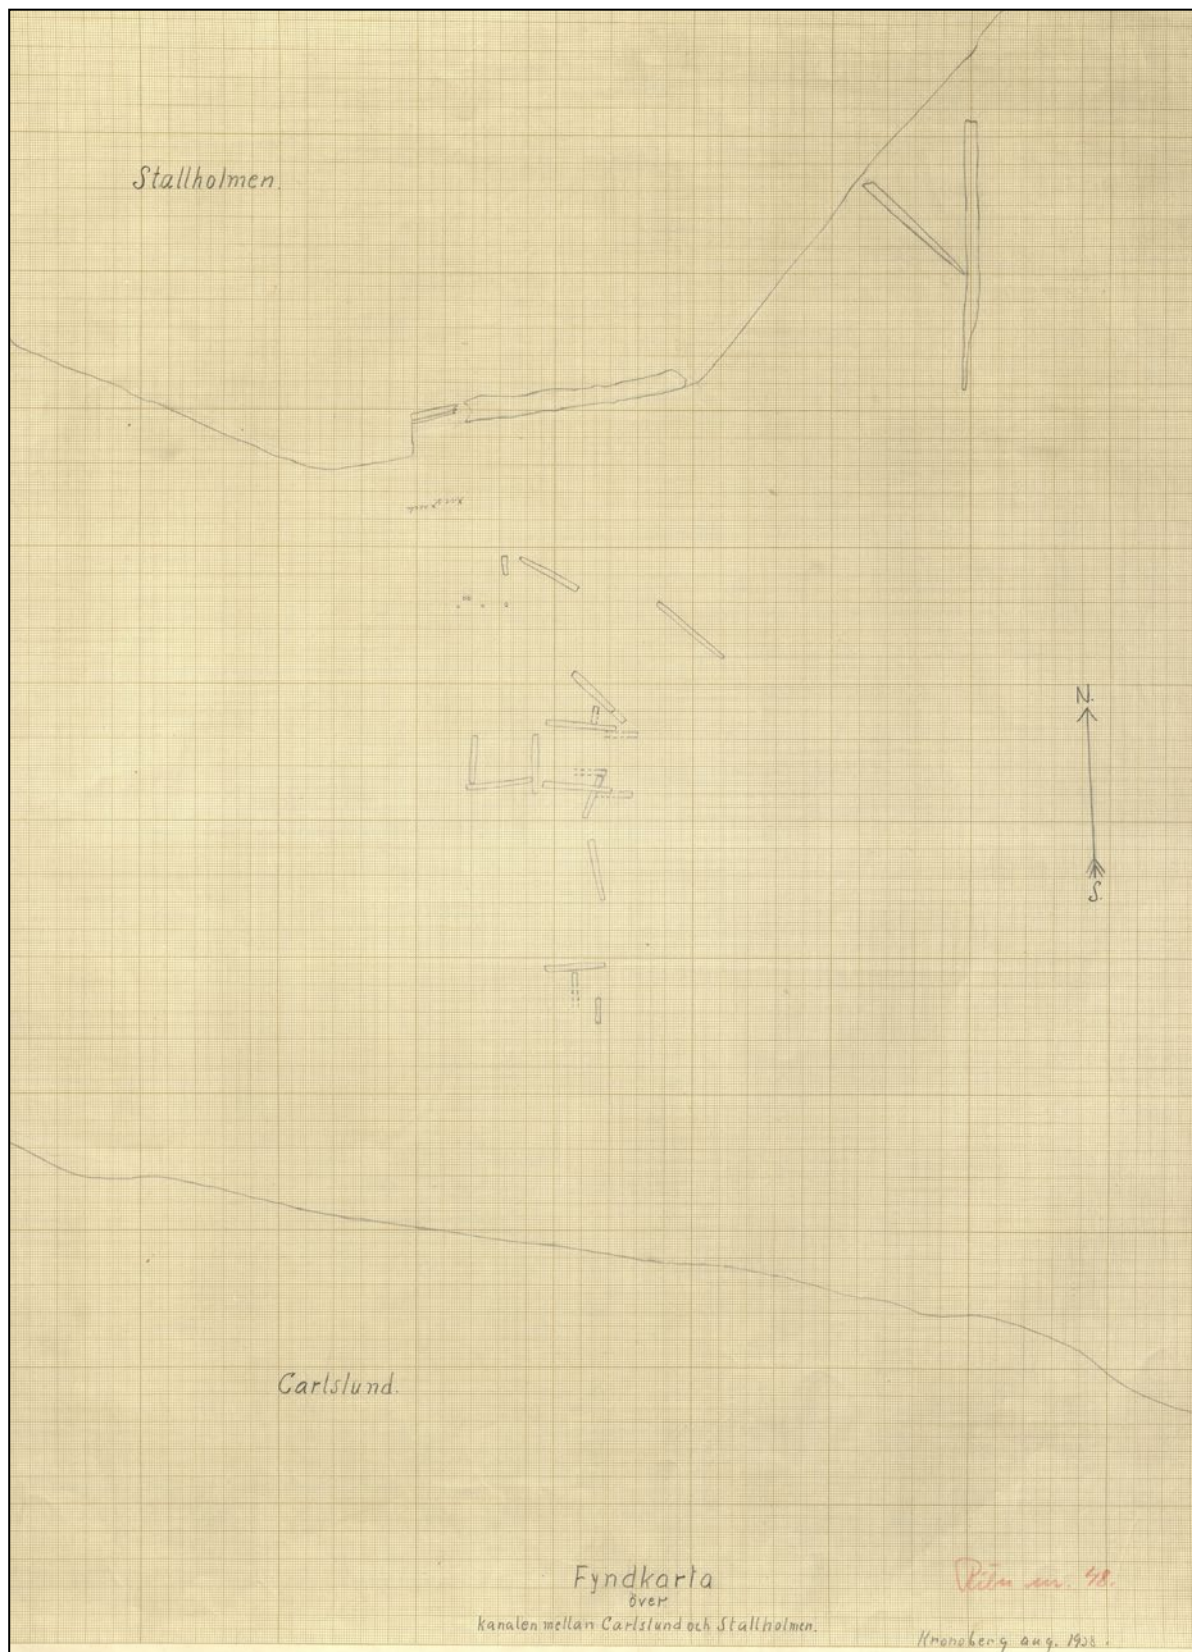 Stallholmen.
N.
S.
Carlslund.
Fyndkarta
över
kanalen mellan Carlslund och Stallholmen.
Ritn nr. 48.
Kronoberg aug. 1938.